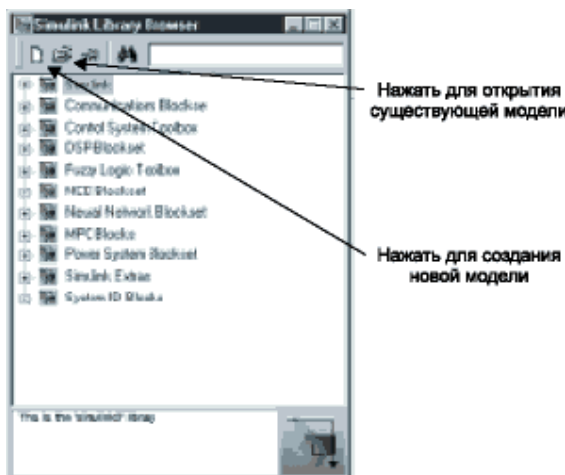 Simulink Library Browser
Simulink
Communications Blockse
Control System Toolbox
DSP Blockset
Fuzzy Logic Toolbox
NCD Blockset
Neural Network Blockset
MPC Blocks
Power System Blockset
Simulink Extras
System ID Blocks
This is the 'simulink3' library
Нажать для открытия
существующей модели
Нажать для создания
новой модели